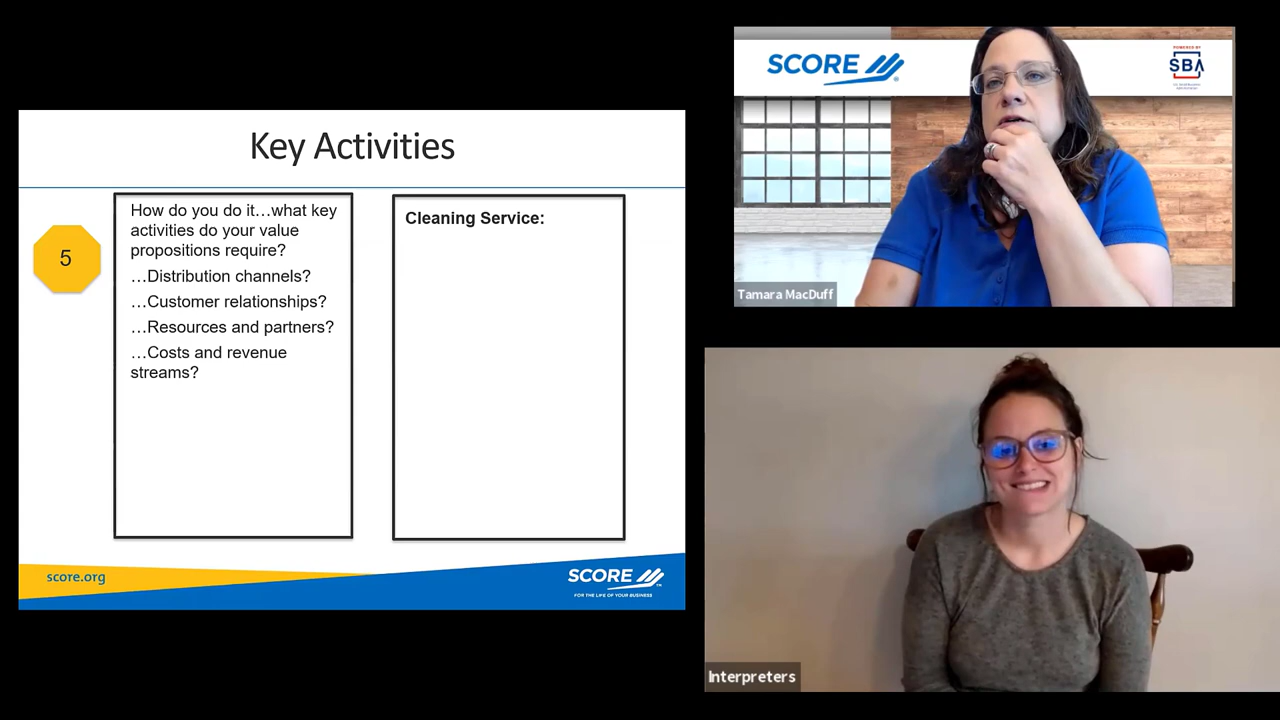 Key Activities
5
How do you do it…what key
activities do your value
propositions require?
…Distribution channels?
…Customer relationships?
…Resources and partners?
…Costs and revenue
streams?
Cleaning Service:
score.org
SCORE
FOR THE LIFE OF YOUR BUSINESS
SCORE
POWERED BY
SBA
Tamara MacDuff
Interpreters